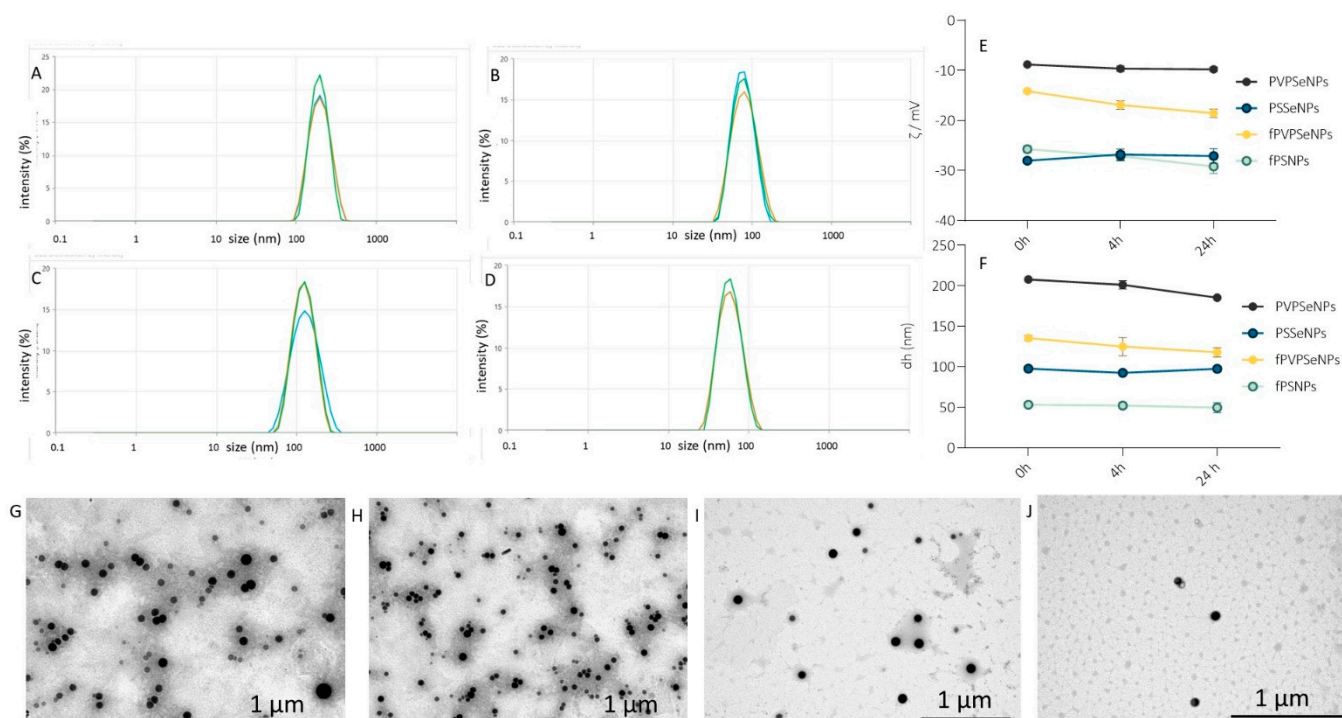 A
intensity (%)
25
20
15
10
5
0
0.1 1 10 100 1000
size (nm)
B
intensity (%)
20
15
10
5
0
0.1 1 10 100 1000
size (nm)
E
ζ / mV
0
-10
-20
-30
-40
0h 4h 24h
PVPSeNPs
PSSeNPs
fPVPSeNPs
fPSNPs
C
intensity (%)
20
15
10
5
0
0.1 1 10 100 1000
size (nm)
D
intensity (%)
20
15
10
5
0
0.1 1 10 100 1000
size (nm)
F
dh (nm)
250
200
150
100
50
0
0h 4h 24 h
PVPSeNPs
PSSeNPs
fPVPSeNPs
fPSNPs
G
1 μm
H
1 μm
I
1 μm
J
1 μm